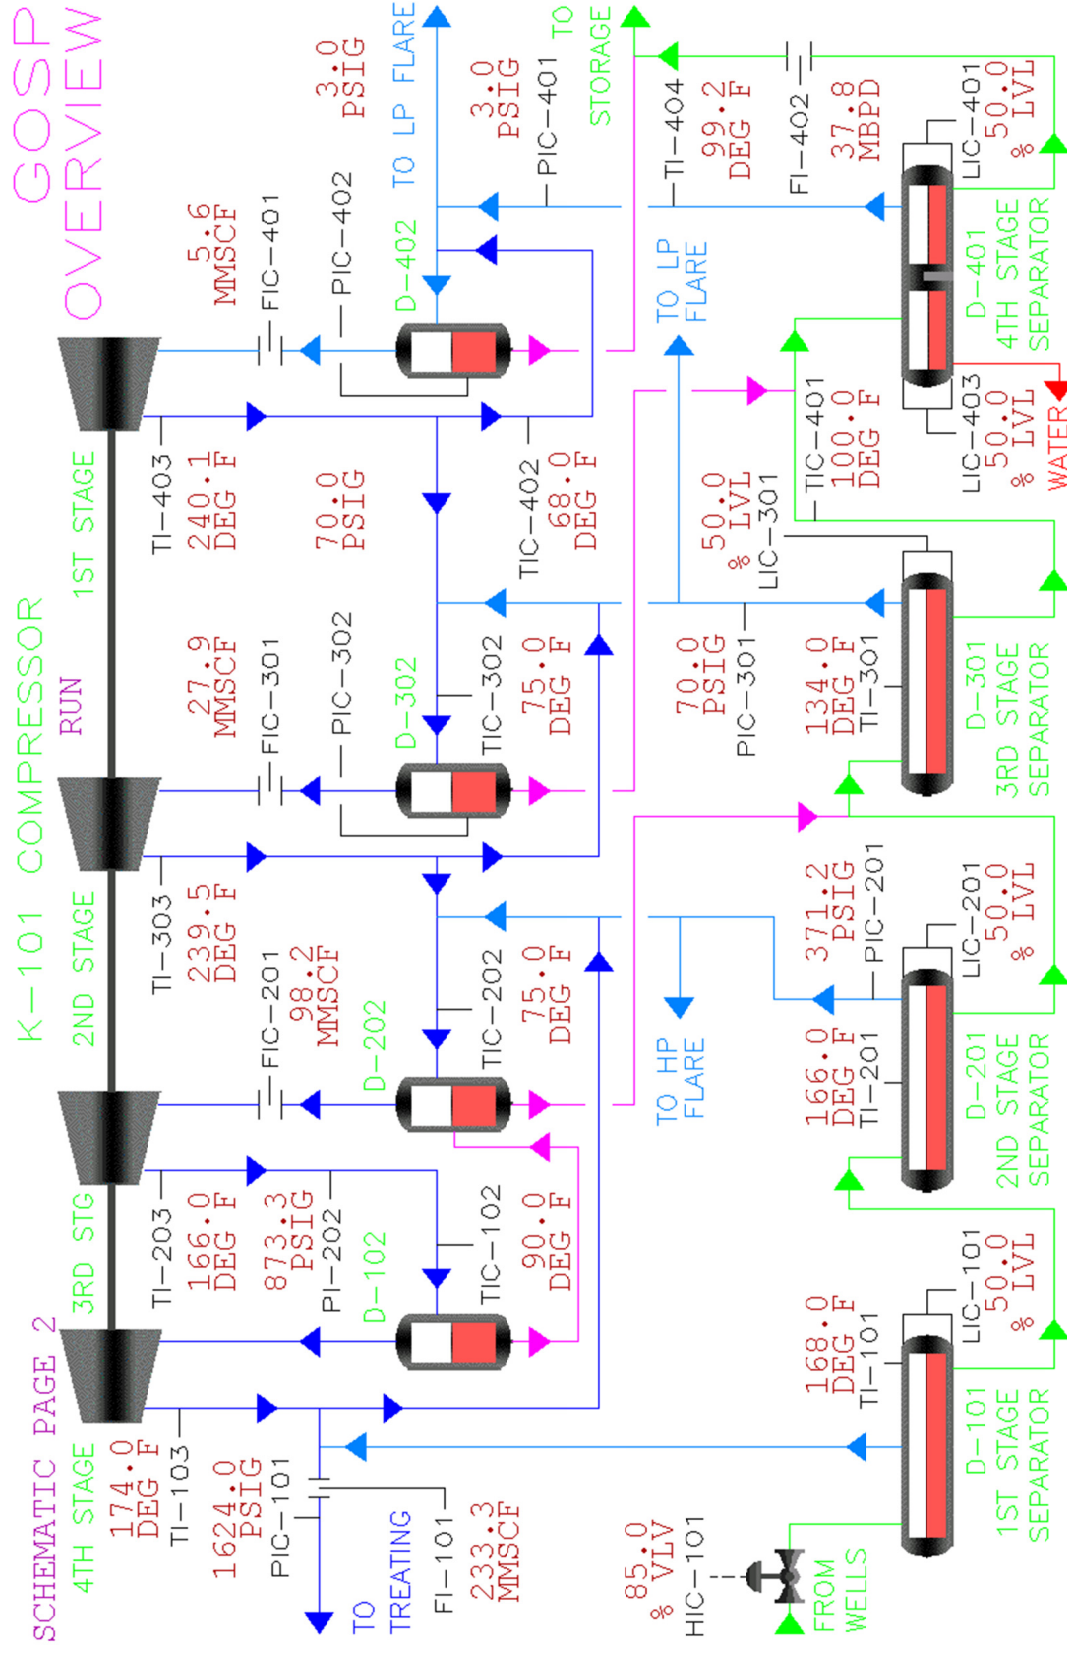 SCHEMATIC PAGE 2
K-101 COMPRESSOR
RUN
GOSP
OVERVIEW
4TH STAGE
3RD STG
2ND STAGE
1ST STAGE
174.0
DEG F
TI-103
1624.0
PSIG
PIC-101
TO
TREATING
FI-101
233.3
MMSCF
TI-203
166.0
DEG F
873.3
PSIG
PI-202
D-102
TIC-102
90.0
DEG F
FIC-201
98.2
MMSCF
D-202
TIC-202
75.0
DEG F
TI-303
239.5
DEG F
27.9
MMSCF
FIC-301
PIC-302
D-302
TIC-302
75.0
DEG F
TI-403
240.1
DEG F
70.0
PSIG
TIC-402
68.0
DEG F
5.6
MMSCF
FIC-401
PIC-402
D-402
3.0
PSIG
TO LP FLARE
3.0
PSIG
PIC-401
TO
STORAGE
TI-404
99.2
DEG F
FI-402
37.8
MBPD
TO LP
FLARE
TO HP
FLARE
85.0
% VLV
HIC-101
FROM
WELLS
168.0
DEG F
TI-101
LIC-101
50.0
% LVL
D-101
1ST STAGE
SEPARATOR
166.0
DEG F
TI-201
371.2
PSIG
PIC-201
LIC-201
50.0
% LVL
D-201
2ND STAGE
SEPARATOR
70.0
PSIG
PIC-301
134.0
DEG F
TI-301
50.0
% LVL
LIC-301
D-301
3RD STAGE
SEPARATOR
TIC-401
100.0
DEG F
LIC-403
50.0
% LVL
WATER
D-401
4TH STAGE
SEPARATOR
LIC-401
50.0
% LVL